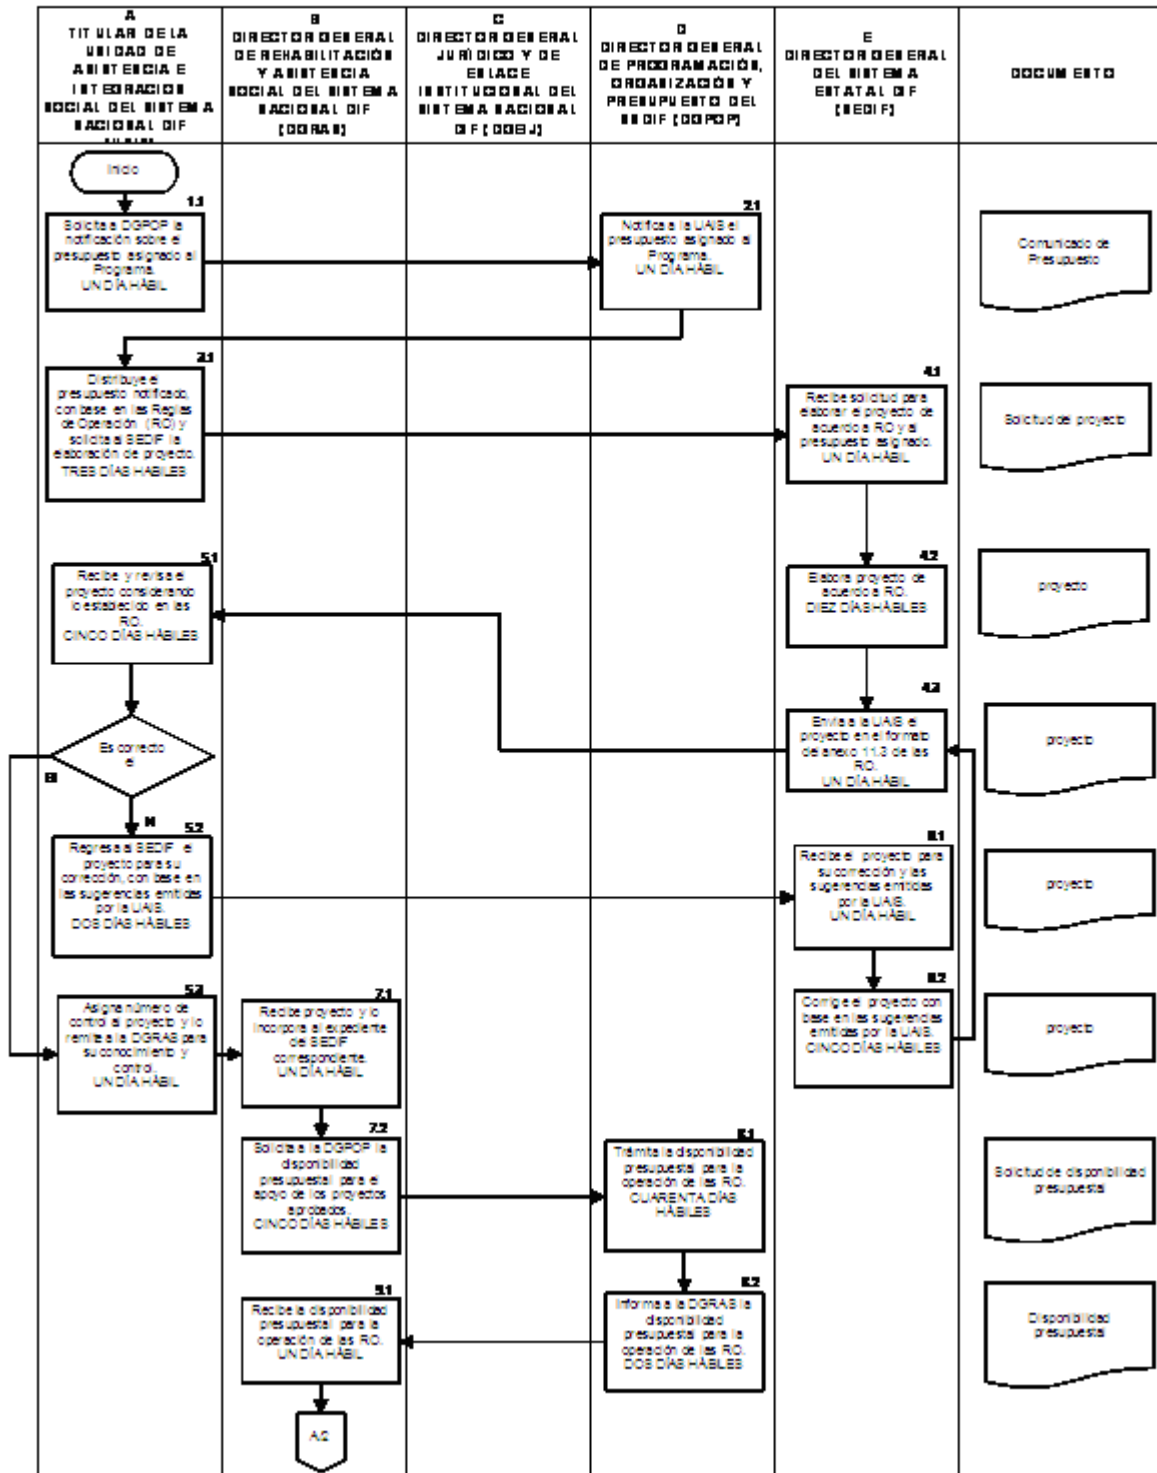 A
TITULAR DE LA
UNIDAD DE
ASISTENCIA E
INTEGRACION
SOCIAL DEL SISTEMA
NACIONAL DIF
B
DIRECTOR GENERAL
DE REHABILITACIÓN
Y ASISTENCIA
SOCIAL DEL SISTEMA
NACIONAL DIF
(DGRAS)
C
DIRECTOR GENERAL
JURÍDICO Y DE
ENLACE
INSTITUCIONAL DEL
SISTEMA NACIONAL
DIF (DGEIJ)
D
DIRECTOR GENERAL
DE PROGRAMACIÓN,
ORGANIZACIÓN Y
PRESUPUESTO DEL
SNDIF (DGPOP)
E
DIRECTOR GENERAL
DEL SISTEMA
ESTATAL DIF
(SEDIF)
DOCUMENTO
Inicio
1.1
Solicita a DGPOP la
notificación sobre el
presupuesto asignado al
Programa.
UN DÍA HÁBIL
2.1
Notifica a la UAIS el
presupuesto asignado al
Programa.
UN DÍA HÁBIL
Comunicado de
Presupuesto
3.1
Distribuye el
presupuesto notificado,
con base en las Reglas
de Operación (RO) y
solicita al SEDIF la
elaboración de proyecto.
TRES DÍAS HÁBILES
4.1
Recibe solicitud para
elaborar el proyecto de
acuerdo a RO y al
presupuesto asignado.
UN DÍA HÁBIL
Solicitud del proyecto
5.1
Recibe y revisa el
proyecto considerando
lo establecido en las
RO.
CINCO DÍAS HÁBILES
4.2
Elabora proyecto de
acuerdo a RO.
DIEZ DÍAS HÁBILES
proyecto
Es correcto
el
SI
N
4.3
Envía a la UAIS el
proyecto en el formato
del anexo 11.3 de las
RO.
UN DÍA HÁBIL
proyecto
5.2
Regresa al SEDIF el
proyecto para su
corrección, con base en
las sugerencias emitidas
por la UAIS.
DOS DÍAS HÁBILES
6.1
Recibe el proyecto para
su corrección y las
sugerencias emitidas
por la UAIS.
UN DÍA HÁBIL
proyecto
5.3
Asigna número de
control al proyecto y lo
remite a la DGRAS para
su conocimiento y
control.
UN DÍA HÁBIL
7.1
Recibe proyecto y lo
incorpora al expediente
del SEDIF
correspondiente.
UN DÍA HÁBIL
6.2
Corrige el proyecto con
base en las sugerencias
emitidas por la UAIS.
CINCO DÍAS HÁBILES
proyecto
7.2
Solicita a la DGPOP la
disponibilidad
presupuestal para el
apoyo de los proyectos
aprobados.
CINCO DÍAS HÁBILES
8.1
Trámita la disponibilidad
presupuestal para la
operación de las RO.
CUARENTA DÍAS
HÁBILES
Solicitud de disponibilidad
presupuestal
9.1
Recibe la disponibilidad
presupuestal para la
operación de las RO.
UN DÍA HÁBIL
8.2
Informa a la DGRAS la
disponibilidad
presupuestal para la
operación de las RO.
DOS DÍAS HÁBILES
Disponibilidad
presupuestal
A/2